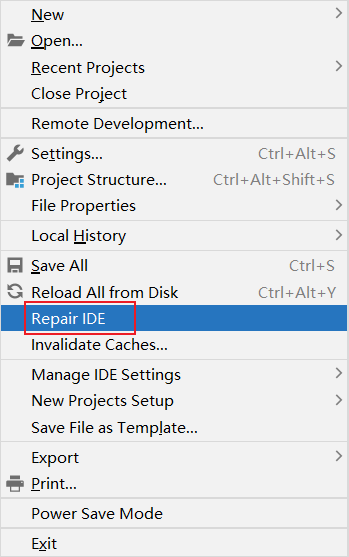 New
Open...
Recent Projects
Close Project
Remote Development...
Settings... Ctrl+Alt+S
Project Structure... Ctrl+Alt+Shift+S
File Properties
Local History
Save All Ctrl+S
Reload All from Disk Ctrl+Alt+Y
Repair IDE
Invalidate Caches...
Manage IDE Settings
New Projects Setup
Save File as Template...
Export
Print...
Power Save Mode
Exit